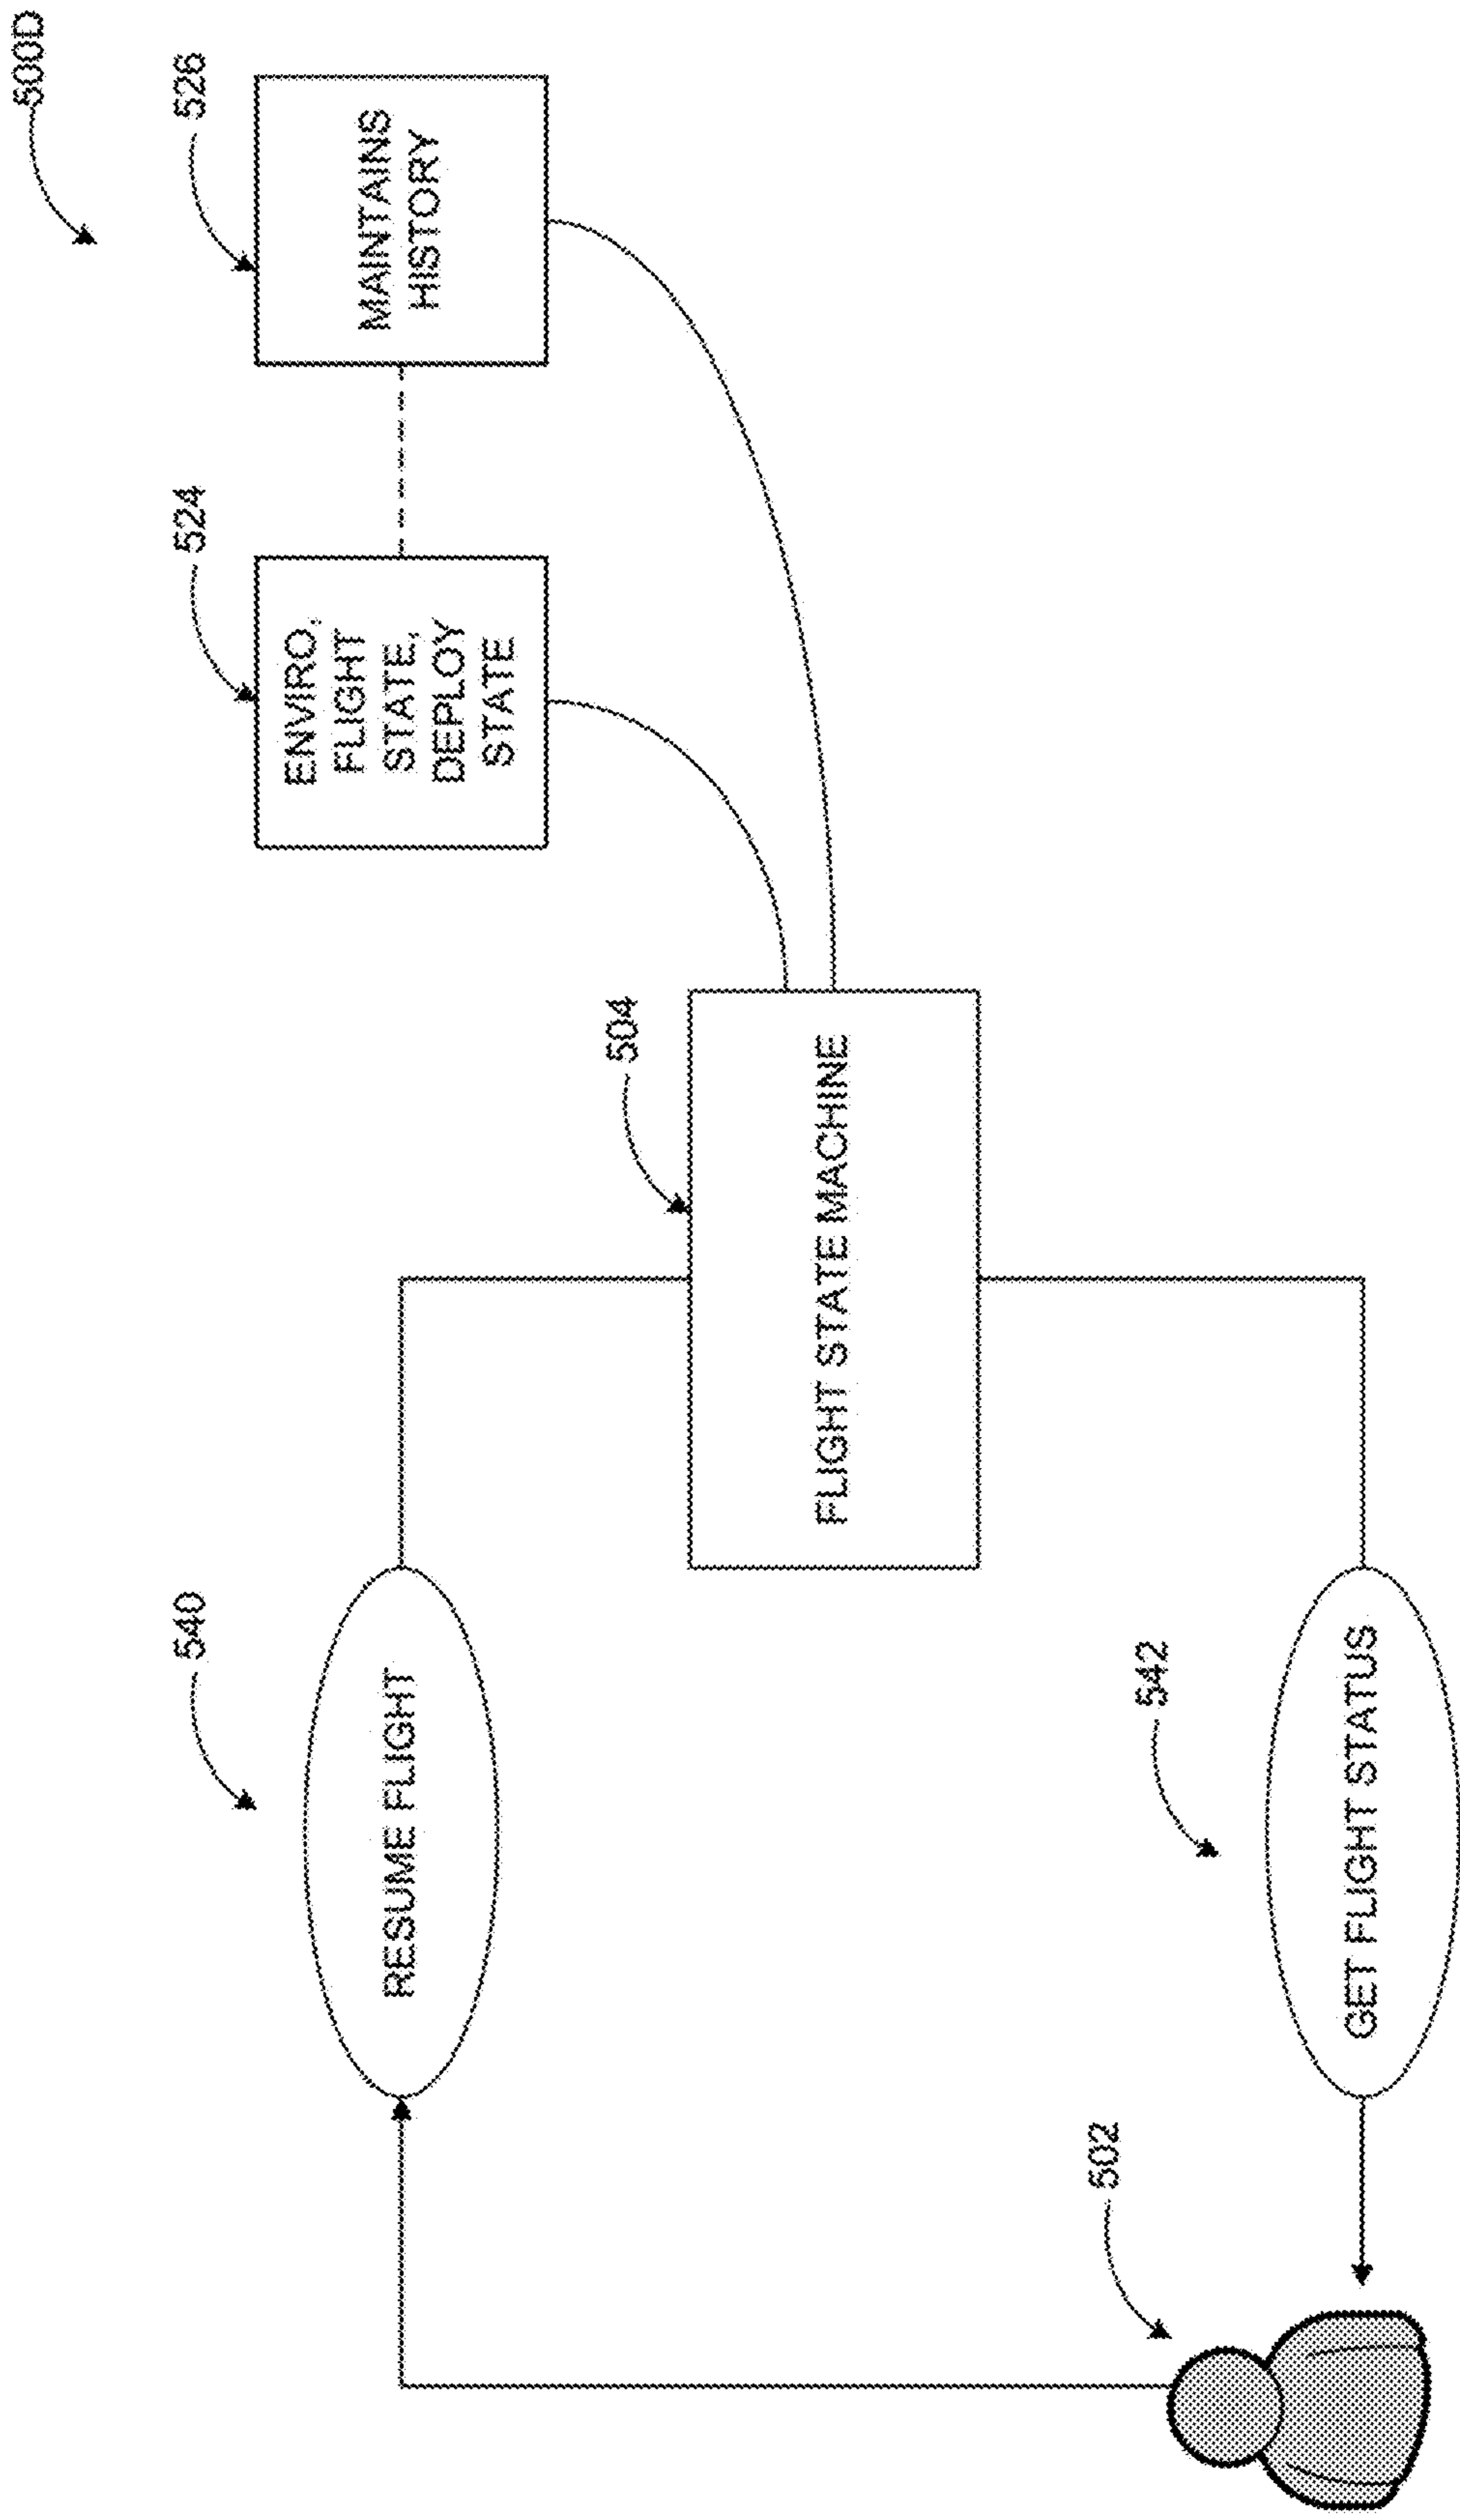 500D
526
MAINTAINS
HISTORY
524
ENVIRO,
FLIGHT
STATE,
DEPLOY
STATE
504
FLIGHT STATE MACHINE
540
RESUME FLIGHT
542
GET FLIGHT STATUS
502